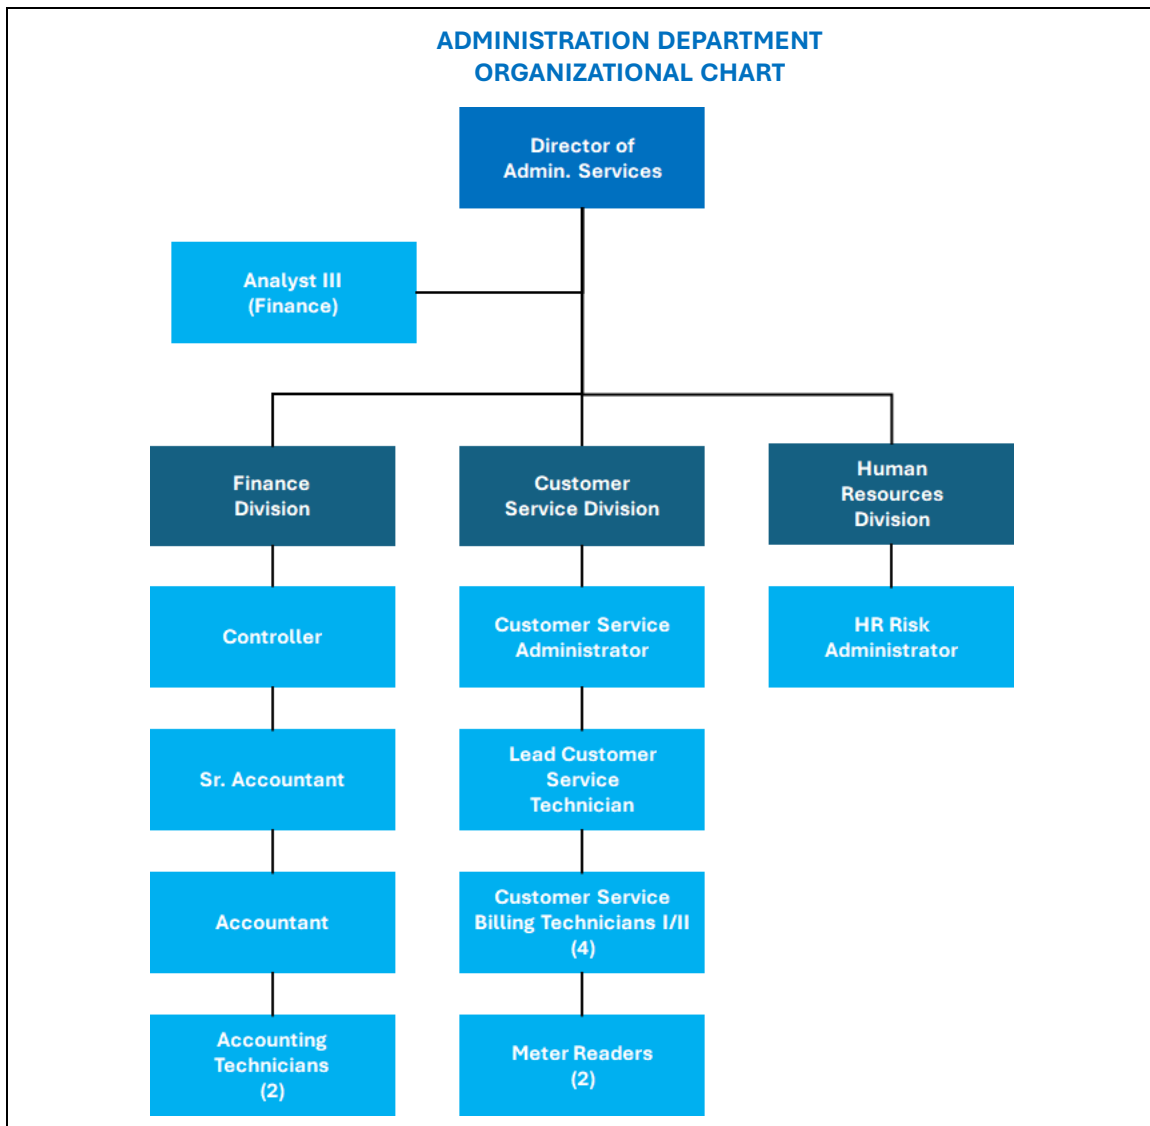 ADMINISTRATION DEPARTMENT
ORGANIZATIONAL CHART
Director of
Admin. Services
Analyst III
(Finance)
Finance
Division
Customer
Service Division
Human
Resources
Division
Controller
Customer Service
Administrator
HR Risk
Administrator
Sr. Accountant
Lead Customer
Service
Technician
Accountant
Customer Service
Billing Technicians I/II
(4)
Accounting
Technicians
(2)
Meter Readers
(2)